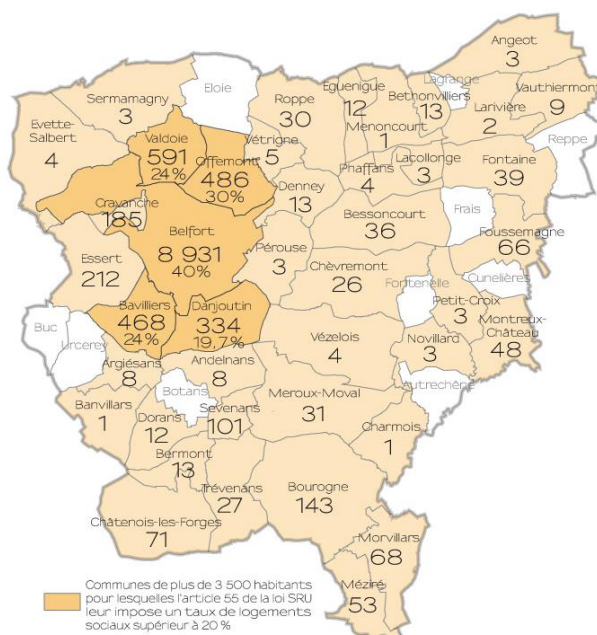 Angeot
3
Eloie
Lagrange
Vauthiermont
9
Sermamagny
3
Roppe
30
Eguenigue
12
Bethonvilliers
13
Larivière
2
Evette-
Salbert
4
Valdoie
591
24 %
Offemont
486
30%
Vétrigne
5
Menoncourt
1
Reppe
Phaffans
4
Lacollonge
3
Fontaine
39
Denney
13
Cravanche
185
Belfort
8 931
40%
Bessoncourt
36
Frais
Foussemagne
66
Essert
212
Pérouse
3
Chèvremont
26
Fontenelle
Cunelières
Petit-Croix
3
Bavilliers
468
24 %
Danjoutin
334
19,7 %
Montreux-
Château
48
Buc
Urcerey
Vézelois
4
Novillard
3
Argiésans
8
Andelnans
8
Autrechêne
Botans
Meroux-Moval
31
Banvillars
1
Dorans
12
Sévenans
101
Charmois
1
Bermont
13
Trévenans
27
Bourogne
143
Châtenois-les-Forges
71
Morvillars
68
Méziré
53
Communes de plus de 3 500 habitants
pour lesquelles l'article 55 de la loi SRU
leur impose un taux de logements
sociaux supérieur à 20 %